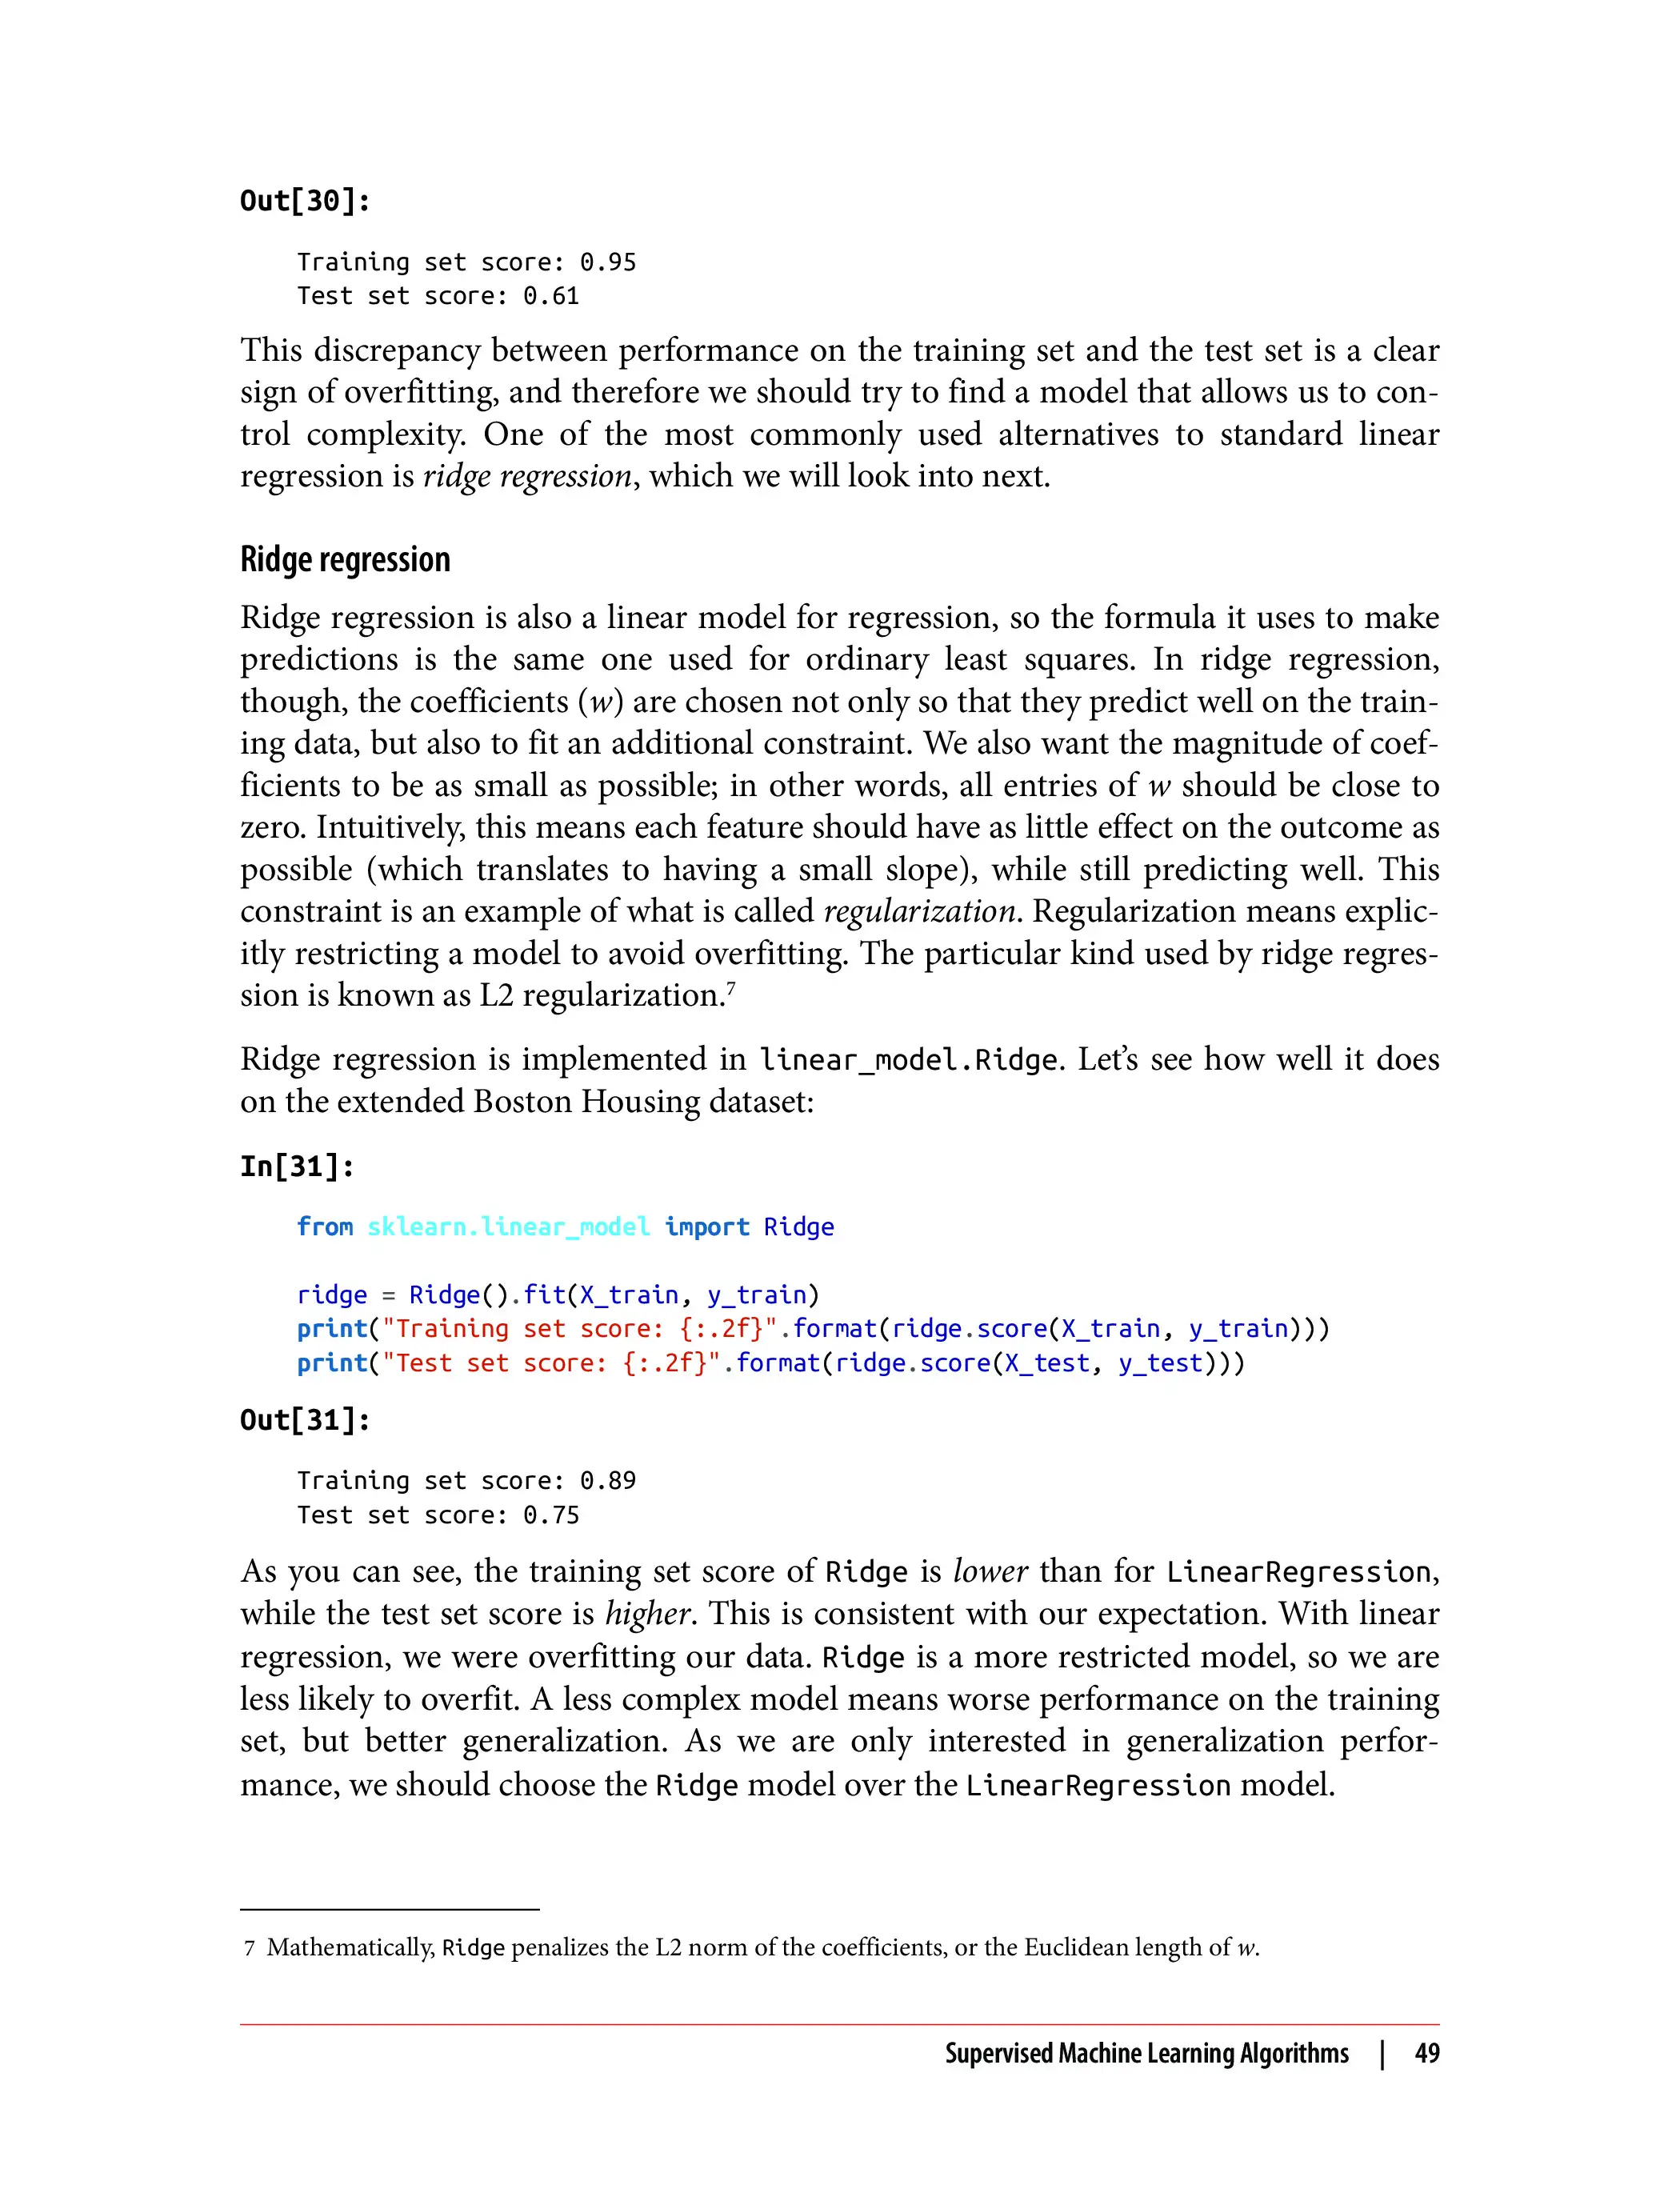 Out[30]:
Training set score: 0.95
Test set score: 0.61
This discrepancy between performance on the training set and the test set is a clear
sign of overfitting, and therefore we should try to find a model that allows us to con-
trol complexity. One of the most commonly used alternatives to standard linear
regression is ridge regression, which we will look into next.
Ridge regression
Ridge regression is also a linear model for regression, so the formula it uses to make
predictions is the same one used for ordinary least squares. In ridge regression,
though, the coefficients (w) are chosen not only so that they predict well on the train-
ing data, but also to fit an additional constraint. We also want the magnitude of coef-
ficients to be as small as possible; in other words, all entries of w should be close to
zero. Intuitively, this means each feature should have as little effect on the outcome as
possible (which translates to having a small slope), while still predicting well. This
constraint is an example of what is called regularization. Regularization means explic-
itly restricting a model to avoid overfitting. The particular kind used by ridge regres-
sion is known as L2 regularization.7
Ridge regression is implemented in linear_model.Ridge. Let’s see how well it does
on the extended Boston Housing dataset:
In[31]:
from sklearn.linear_model import Ridge
ridge = Ridge().fit(X_train, y_train)
print("Training set score: {:.2f}".format(ridge.score(X_train, y_train)))
print("Test set score: {:.2f}".format(ridge.score(X_test, y_test)))
Out[31]:
Training set score: 0.89
Test set score: 0.75
As you can see, the training set score of Ridge is lower than for LinearRegression,
while the test set score is higher. This is consistent with our expectation. With linear
regression, we were overfitting our data. Ridge is a more restricted model, so we are
less likely to overfit. A less complex model means worse performance on the training
set, but better generalization. As we are only interested in generalization perfor-
mance, we should choose the Ridge model over the LinearRegression model.
7 Mathematically, Ridge penalizes the L2 norm of the coefficients, or the Euclidean length of w.
Supervised Machine Learning Algorithms | 49